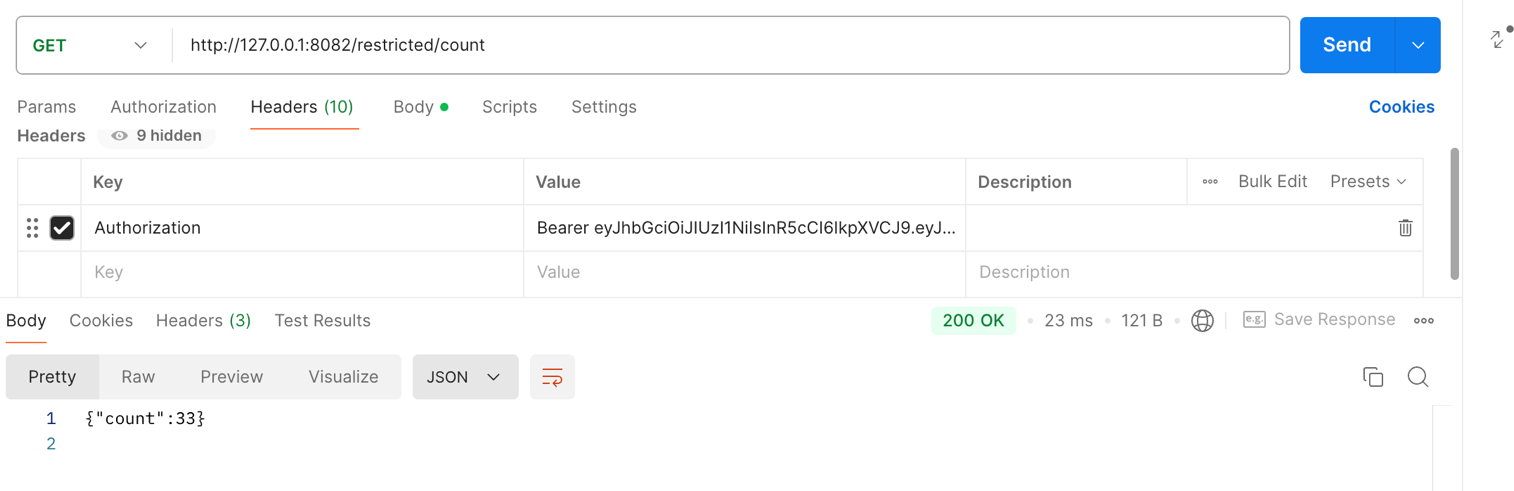 GET http://127.0.0.1:8082/restricted/count Send
Params Authorization Headers (10) Body Scripts Settings Cookies
Headers 9 hidden
Key Value Description Bulk Edit Presets
Authorization Bearer eyJhbGciOiJIUzI1NiIsInR5cCI6IkpXVCJ9.eyJ...
Key Value Description
Body Cookies Headers (3) Test Results 200 OK 23 ms 121 B e.g. Save Response
Pretty Raw Preview Visualize JSON
1 {"count":33}
2